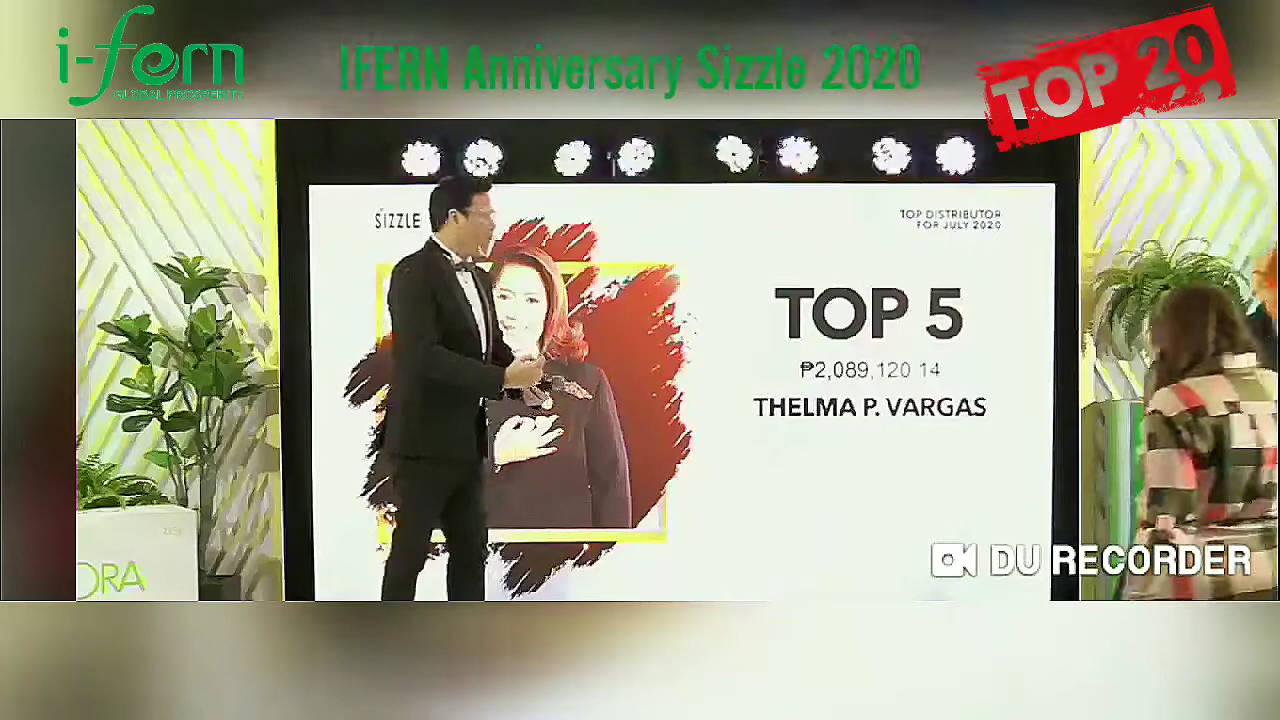 i-fern
GLOBAL PROSPERITY
IFERN Anniversary Sizzle 2020
TOP 20
SIZZLE
TOP DISTRIBUTOR
FOR JULY 2020
TOP 5
₱2,089,120 14
THELMA P. VARGAS
ORA
DU RECORDER